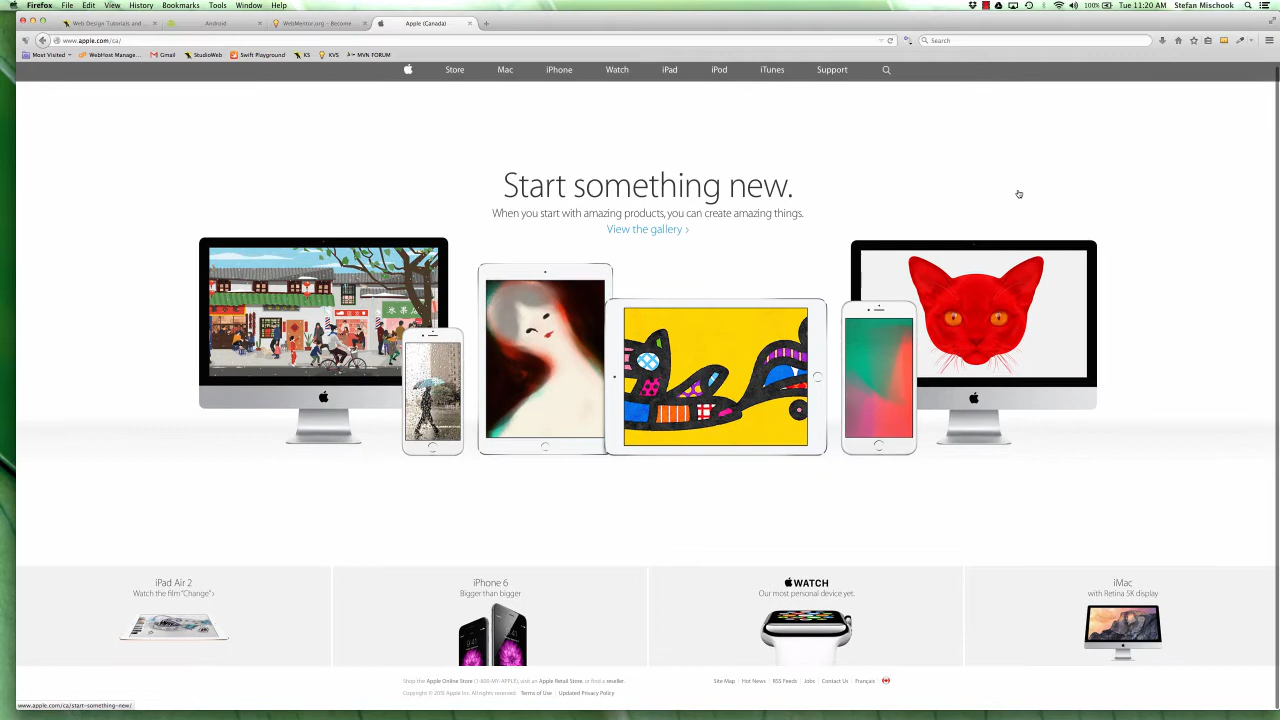 Firefox File Edit View History Bookmarks Tools Window Help 100% Tue 11:20 AM Stefan Mischook
Web Design Tutorials and ... Android WebMentor.org - Become... Apple (Canada)
www.apple.com/ca/ Search
Most Visited WebHost Manage... Gmail StudioWeb Swift Playground KS KVS MVN FORUM
Store Mac iPhone Watch iPad iPod iTunes Support
Start something new.
When you start with amazing products, you can create amazing things.
View the gallery >
iPad Air 2
Watch the film "Change">
iPhone 6
Bigger than bigger
WATCH
Our most personal device yet.
iMac
with Retina 5K display
Shop the Apple Online Store (1-800-MY-APPLE), visit an Apple Retail Store, or find a reseller.
Site Map | Hot News | RSS Feeds | Jobs | Contact Us | Français
Copyright © 2015 Apple Inc. All rights reserved. Terms of Use | Updated Privacy Policy
www.apple.com/ca/start-something-new/